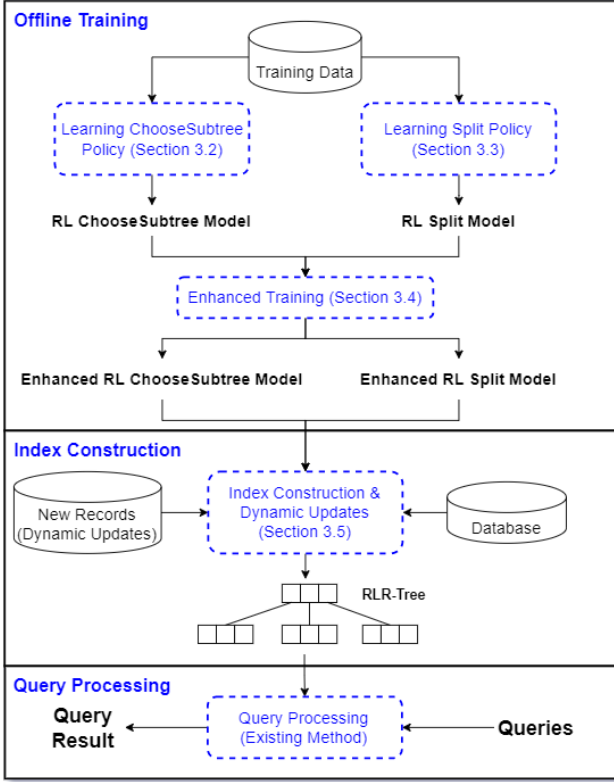 Offline Training
Training Data
Learning ChooseSubtree
Policy (Section 3.2)
Learning Split Policy
(Section 3.3)
RL ChooseSubtree Model
RL Split Model
Enhanced Training (Section 3.4)
Enhanced RL ChooseSubtree Model
Enhanced RL Split Model
Index Construction
New Records
(Dynamic Updates)
Index Construction &
Dynamic Updates
(Section 3.5)
Database
RLR-Tree
Query Processing
Query
Result
Query Processing
(Existing Method)
Queries